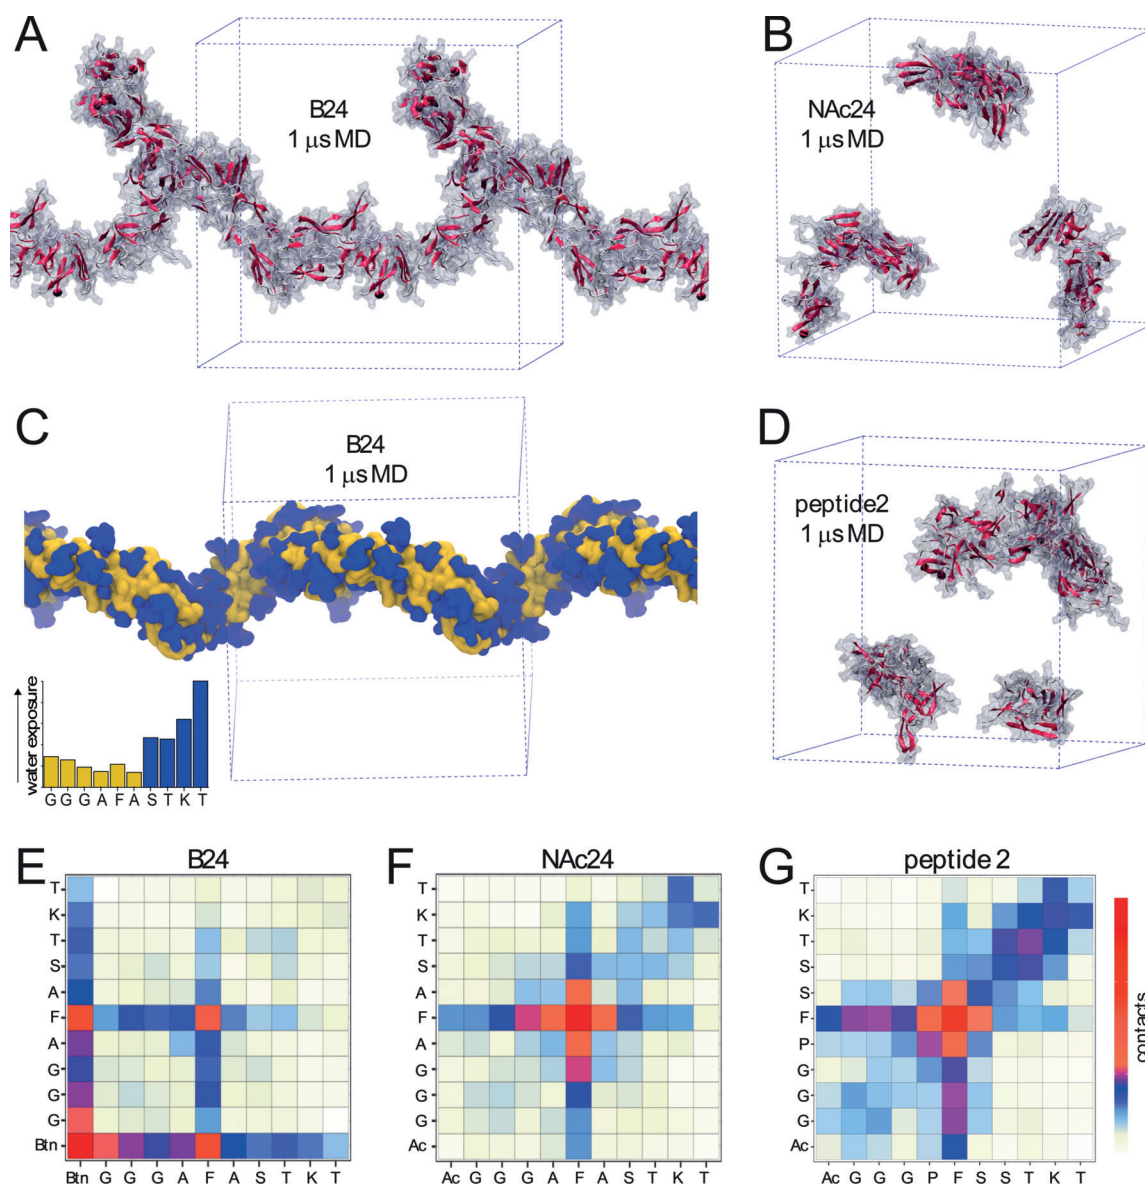 A
B24
1 μs MD
B
NAc24
1 μs MD
C
B24
1 μs MD
water exposure
G G G A F A S T K T
D
peptide2
1 μs MD
E
B24
T
K
T
S
A
F
A
G
G
G
Btn
Btn G G G A F A S T K T
F
NAc24
T
K
T
S
A
F
A
G
G
G
Ac
Ac G G G A F A S T K T
G
peptide 2
T
K
T
S
S
F
P
G
G
G
Ac
Ac G G G P F S S T K T
contacts